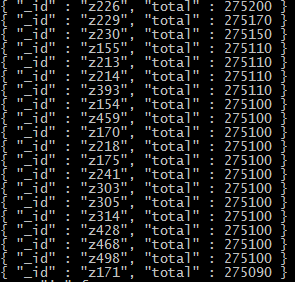 { "_id" : "z226", "total" : 275200 }
{ "_id" : "z229", "total" : 275170 }
{ "_id" : "z230", "total" : 275150 }
{ "_id" : "z155", "total" : 275110 }
{ "_id" : "z213", "total" : 275110 }
{ "_id" : "z214", "total" : 275110 }
{ "_id" : "z393", "total" : 275110 }
{ "_id" : "z154", "total" : 275100 }
{ "_id" : "z459", "total" : 275100 }
{ "_id" : "z170", "total" : 275100 }
{ "_id" : "z218", "total" : 275100 }
{ "_id" : "z175", "total" : 275100 }
{ "_id" : "z241", "total" : 275100 }
{ "_id" : "z303", "total" : 275100 }
{ "_id" : "z305", "total" : 275100 }
{ "_id" : "z314", "total" : 275100 }
{ "_id" : "z428", "total" : 275100 }
{ "_id" : "z468", "total" : 275100 }
{ "_id" : "z498", "total" : 275100 }
{ "_id" : "z171", "total" : 275090 }